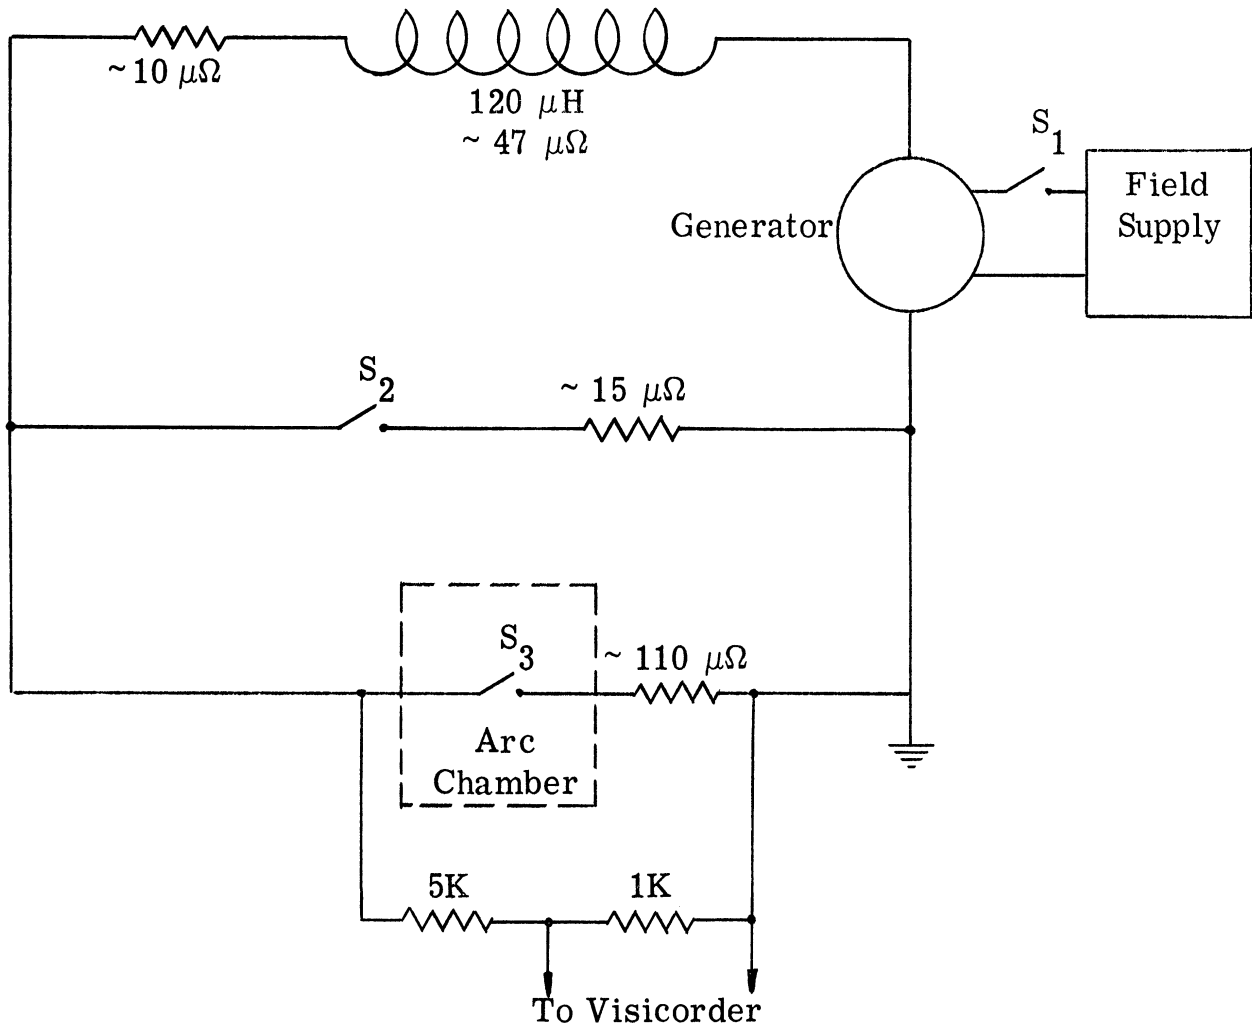 ~10 μΩ
120 μH
~ 47 μΩ
S1
Field
Supply
Generator
S2
~ 15 μΩ
S3
~ 110 μΩ
Arc
Chamber
5K
1K
To Visicorder